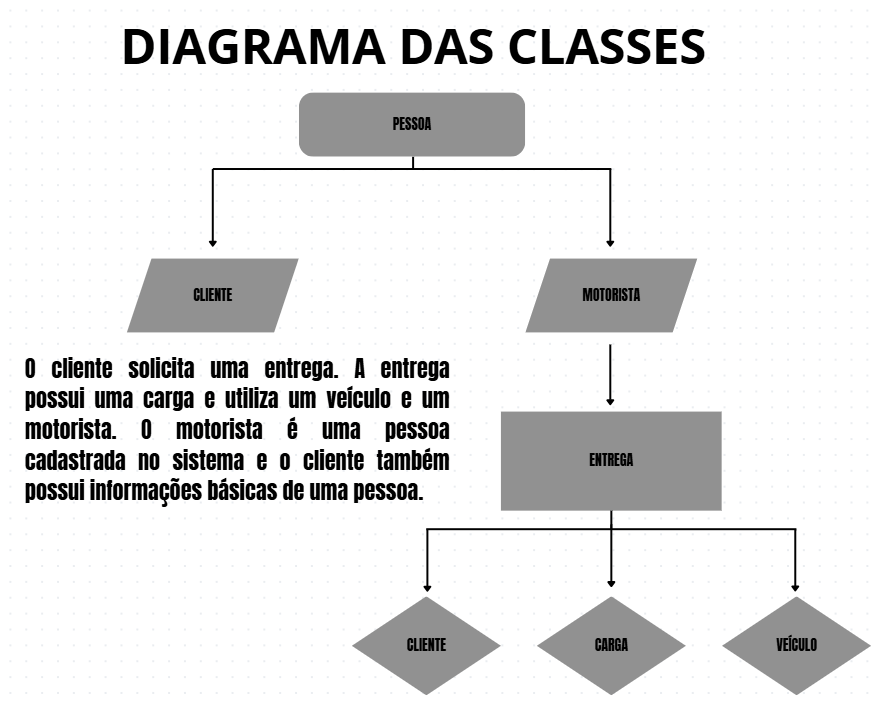 DIAGRAMA DAS CLASSES
PESSOA
CLIENTE
MOTORISTA
O cliente solicita uma entrega. A entrega
possui uma carga e utiliza um veículo e um
motorista. O motorista é uma pessoa
cadastrada no sistema e o cliente também
possui informações básicas de uma pessoa.
ENTREGA
CLIENTE
CARGA
VEÍCULO